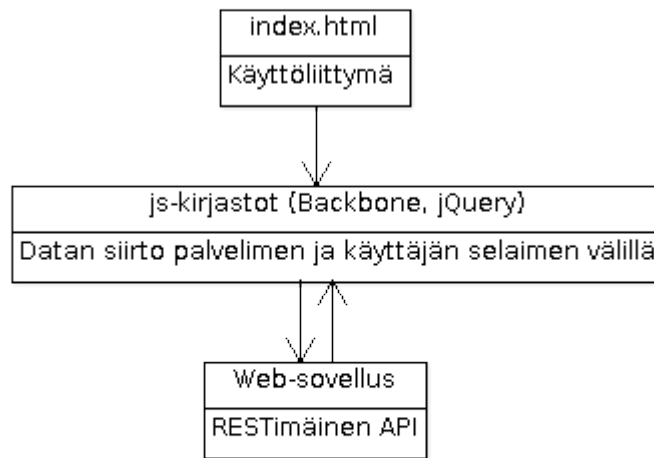 index.html
Käyttöliittymä
js-kirjastot (Backbone, jQuery)
Datan siirto palvelimen ja käyttäjän selaimen välillä
Web-sovellus
RESTimäinen API